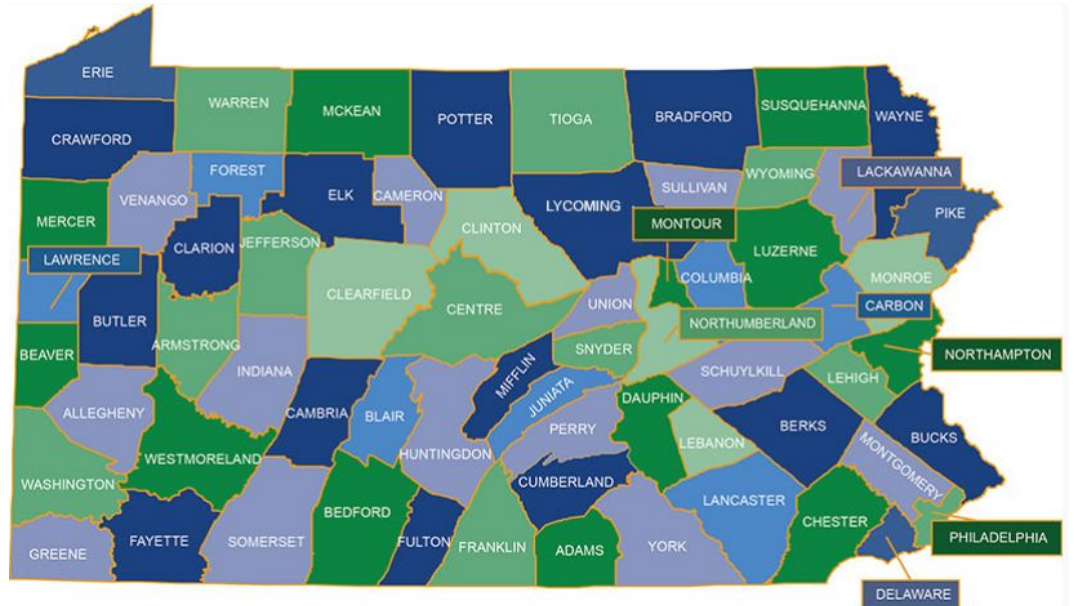 ERIE
WARREN
MCKEAN
POTTER
TIOGA
BRADFORD
SUSQUEHANNA
WAYNE
CRAWFORD
FOREST
VENANGO
ELK
CAMERON
SULLIVAN
WYOMING
LACKAWANNA
PIKE
MERCER
CLARION
JEFFERSON
CLINTON
LYCOMING
MONTOUR
LUZERNE
MONROE
LAWRENCE
BUTLER
CLEARFIELD
CENTRE
UNION
COLUMBIA
CARBON
NORTHUMBERLAND
BEAVER
ARMSTRONG
INDIANA
SNYDER
NORTHAMPTON
SCHUYLKILL
LEHIGH
MIFFLIN
JUNIATA
ALLEGHENY
CAMBRIA
BLAIR
DAUPHIN
PERRY
BERKS
BUCKS
LEBANON
WESTMORELAND
HUNTINGDON
MONTGOMERY
WASHINGTON
CUMBERLAND
LANCASTER
BEDFORD
CHESTER
GREENE
FAYETTE
SOMERSET
FULTON
FRANKLIN
ADAMS
YORK
PHILADELPHIA
DELAWARE